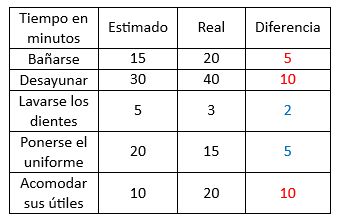 Tiempo en minutos Estimado Real Diferencia
Bañarse 15 20 5
Desayunar 30 40 10
Lavarse los dientes 5 3 2
Ponerse el uniforme 20 15 5
Acomodar sus útiles 10 20 10